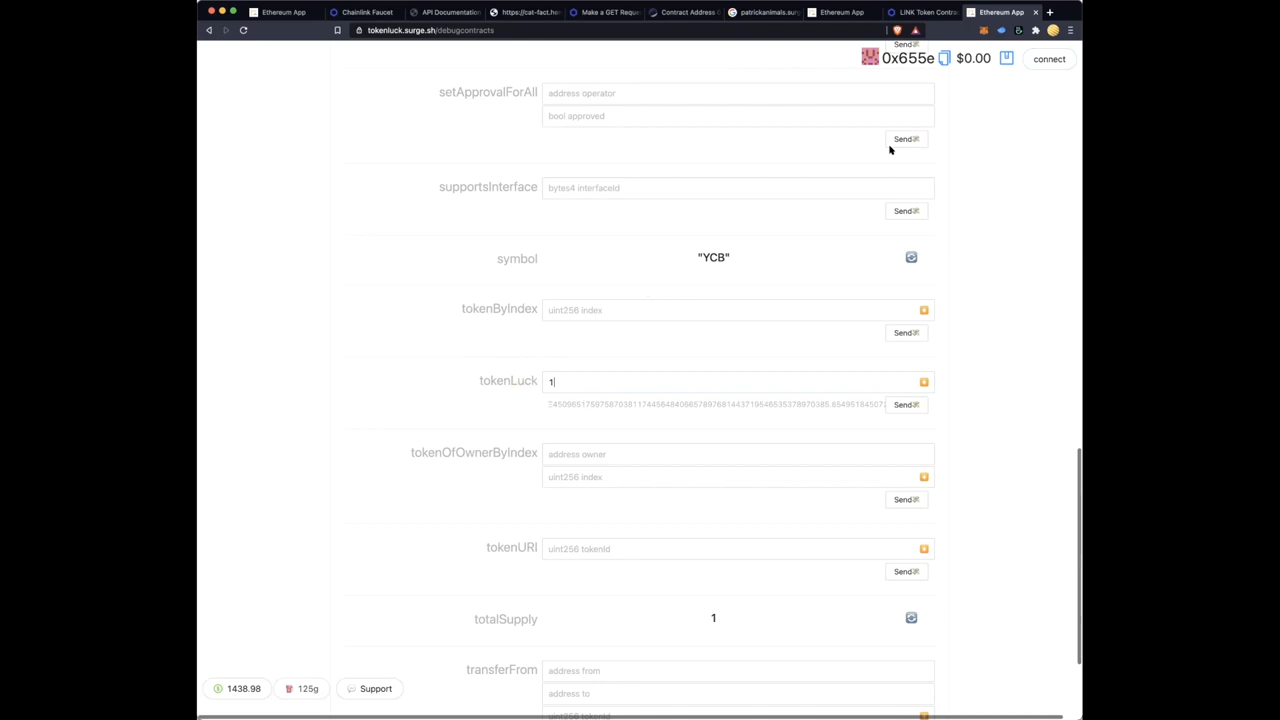 Ethereum App
Chainlink Faucet
API Documentation
https://cat-fact.her
Make a GET Reque
Contract Address
patrickanimals.surg
Ethereum App
LINK Token Contra
Ethereum App
tokenluck.surge.sh/debugcontracts
Send
0x655e
$0.00
connect
setApprovalForAll
address operator
bool approved
Send
supportsInterface
bytes4 interfaceId
Send
symbol
"YCB"
tokenByIndex
uint256 index
Send
tokenLuck
1
Send
tokenOfOwnerByIndex
address owner
uint256 index
Send
tokenURI
uint256 tokenId
Send
totalSupply
1
transferFrom
address from
address to
uint256 tokenId
1438.98
125g
Support